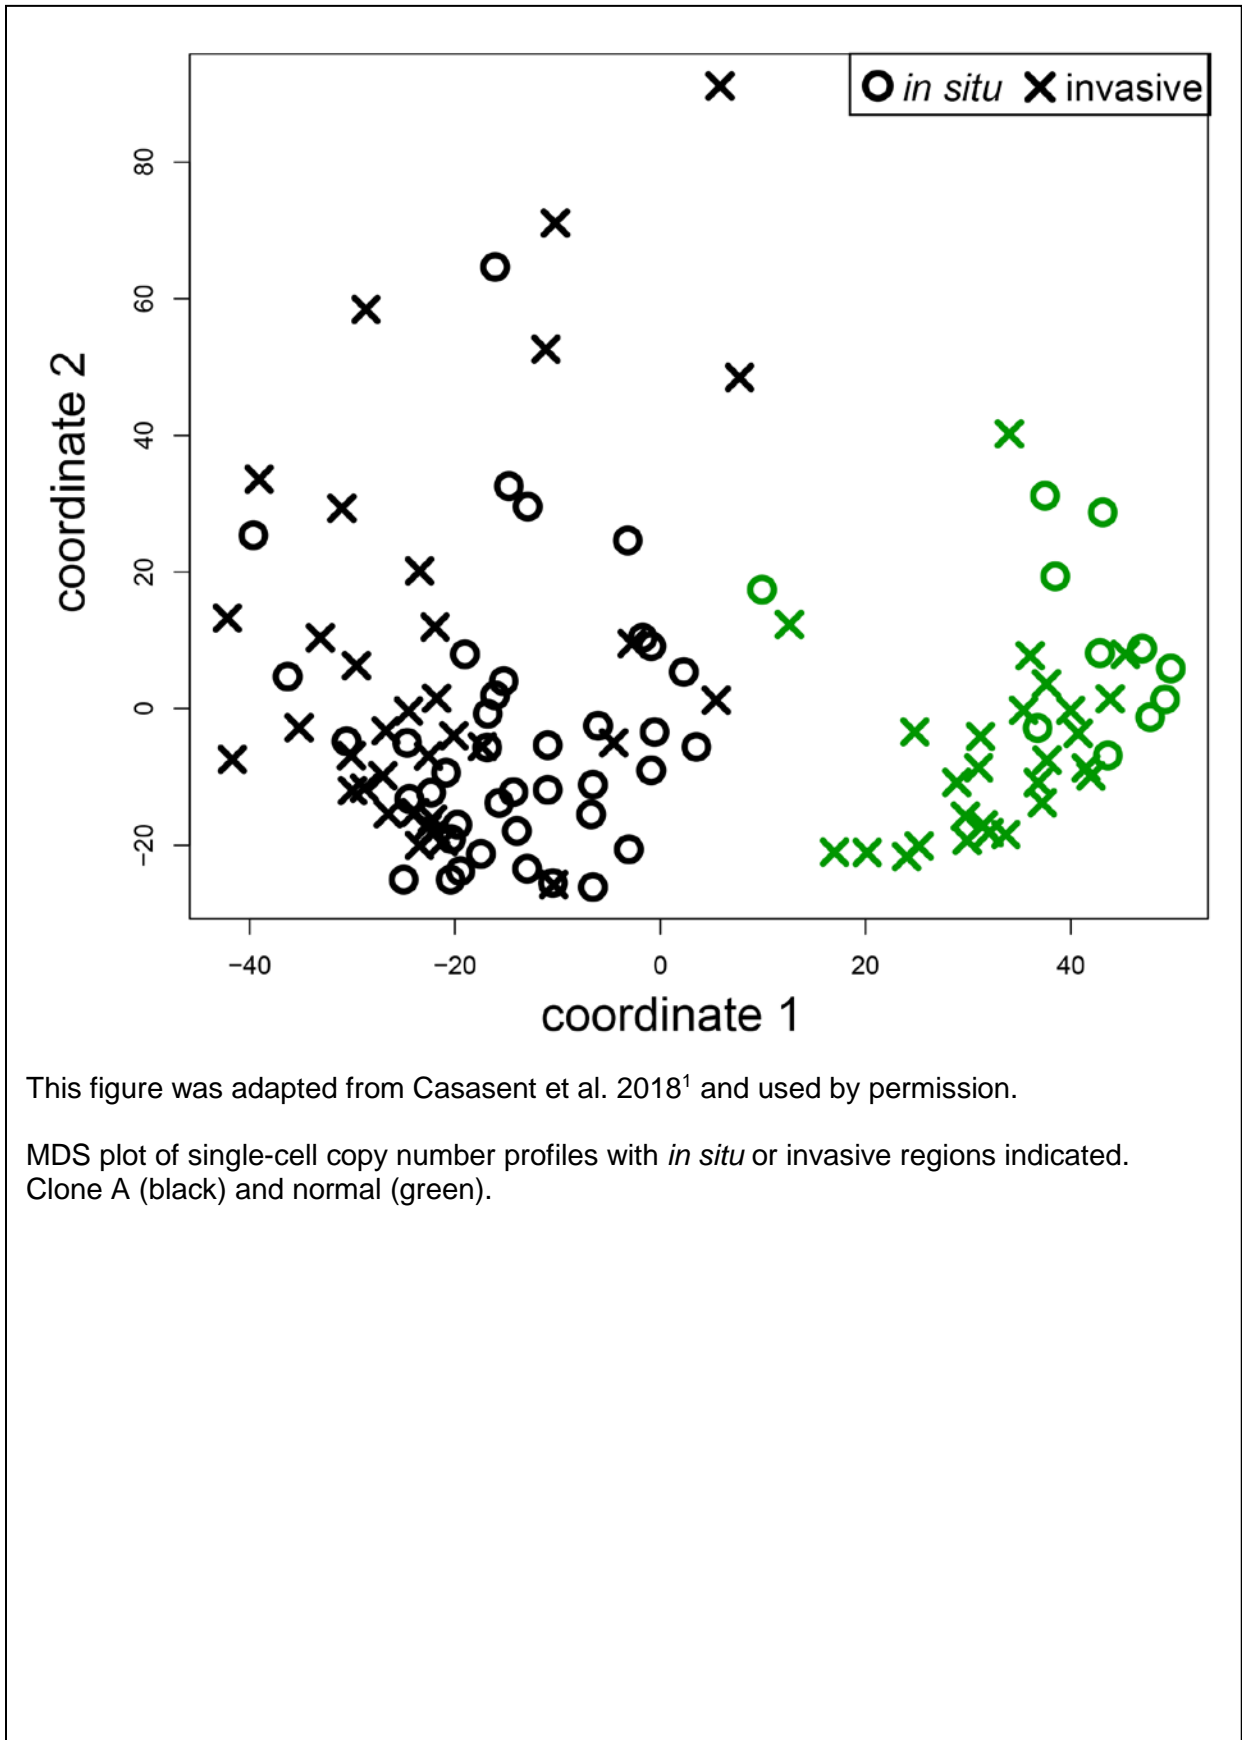 in situ invasive
80
60
40
20
0
−20
coordinate 2
−40 −20 0 20 40
coordinate 1
This figure was adapted from Casasent et al. 2018¹ and used by permission.
MDS plot of single-cell copy number profiles with in situ or invasive regions indicated.
Clone A (black) and normal (green).